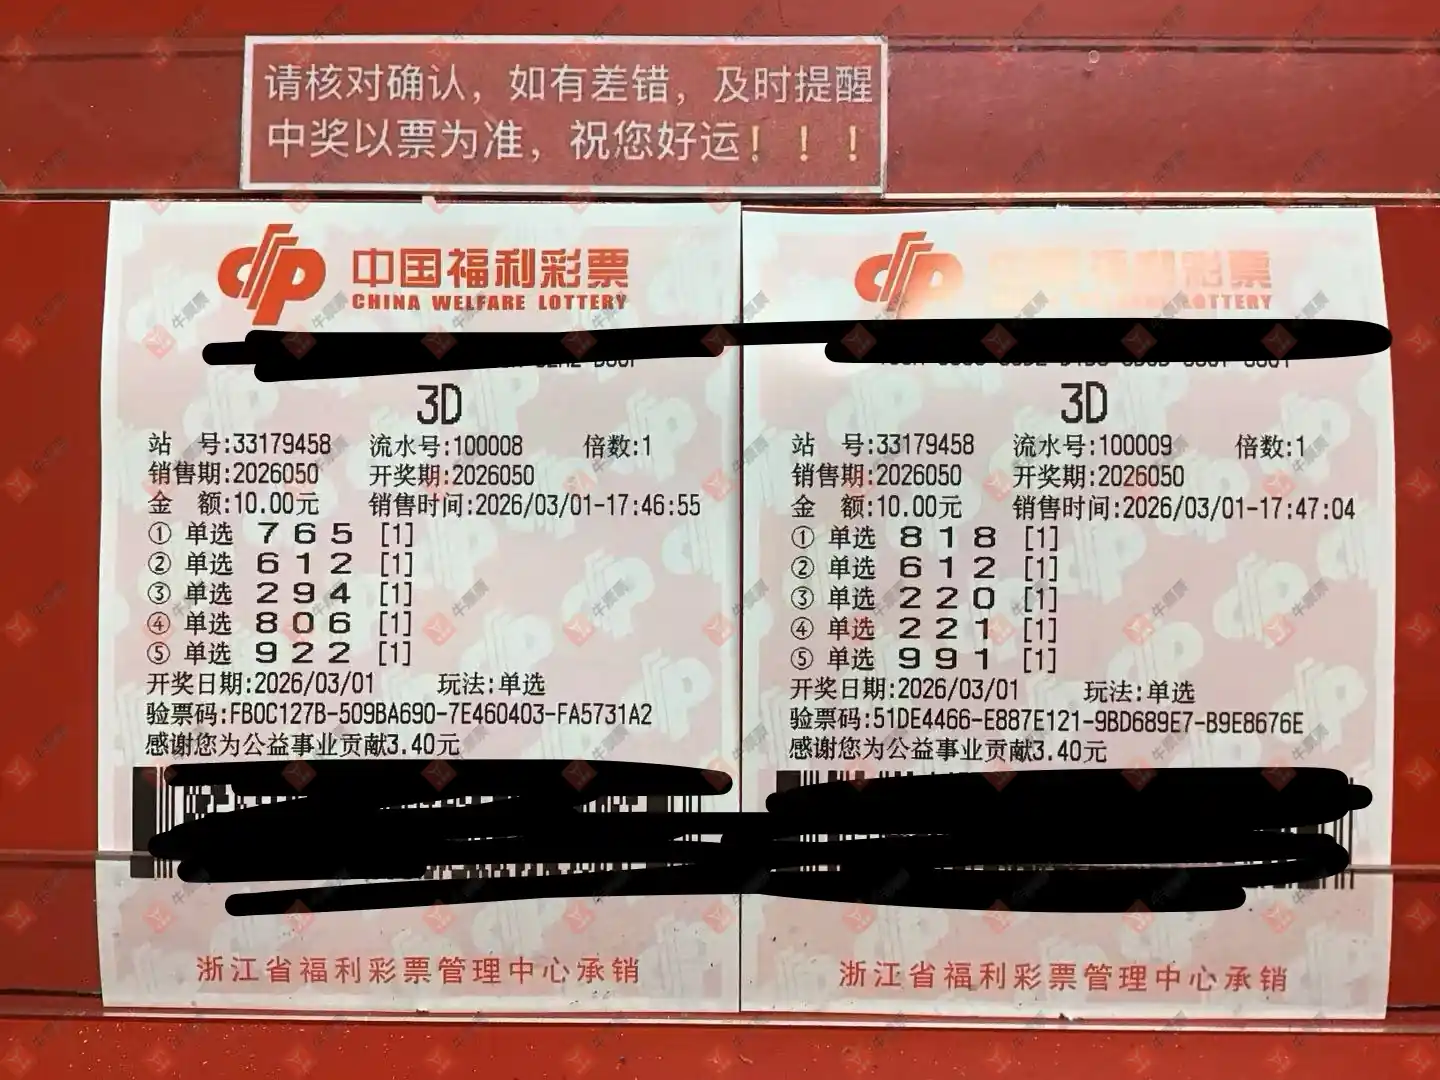 请核对确认，如有差错，及时提醒
中奖以票为准，祝您好运！！！
中国福利彩票
CHINA WELFARE LOTTERY
3D
站 号:33179458 流水号:100008 倍数:1
销售期:2026050 开奖期:2026050
金 额:10.00元 销售时间:2026/03/01-17:46:55
① 单选 7 6 5 [1]
② 单选 6 1 2 [1]
③ 单选 2 9 4 [1]
④ 单选 8 0 6 [1]
⑤ 单选 9 2 2 [1]
开奖日期:2026/03/01 玩法:单选
验票码:FB0C127B-509BA690-7E460403-FA5731A2
感谢您为公益事业贡献3.40元
浙江省福利彩票管理中心承销
福利彩票
LOTTERY
3D
站 号:33179458 流水号:100009 倍数:1
销售期:2026050 开奖期:2026050
金 额:10.00元 销售时间:2026/03/01-17:47:04
① 单选 8 1 8 [1]
② 单选 6 1 2 [1]
③ 单选 2 2 0 [1]
④ 单选 2 2 1 [1]
⑤ 单选 9 9 1 [1]
开奖日期:2026/03/01 玩法:单选
验票码:51DE4466-E887E121-9BD689E7-B9E8676E
感谢您为公益事业贡献3.40元
浙江省福利彩票管理中心承销